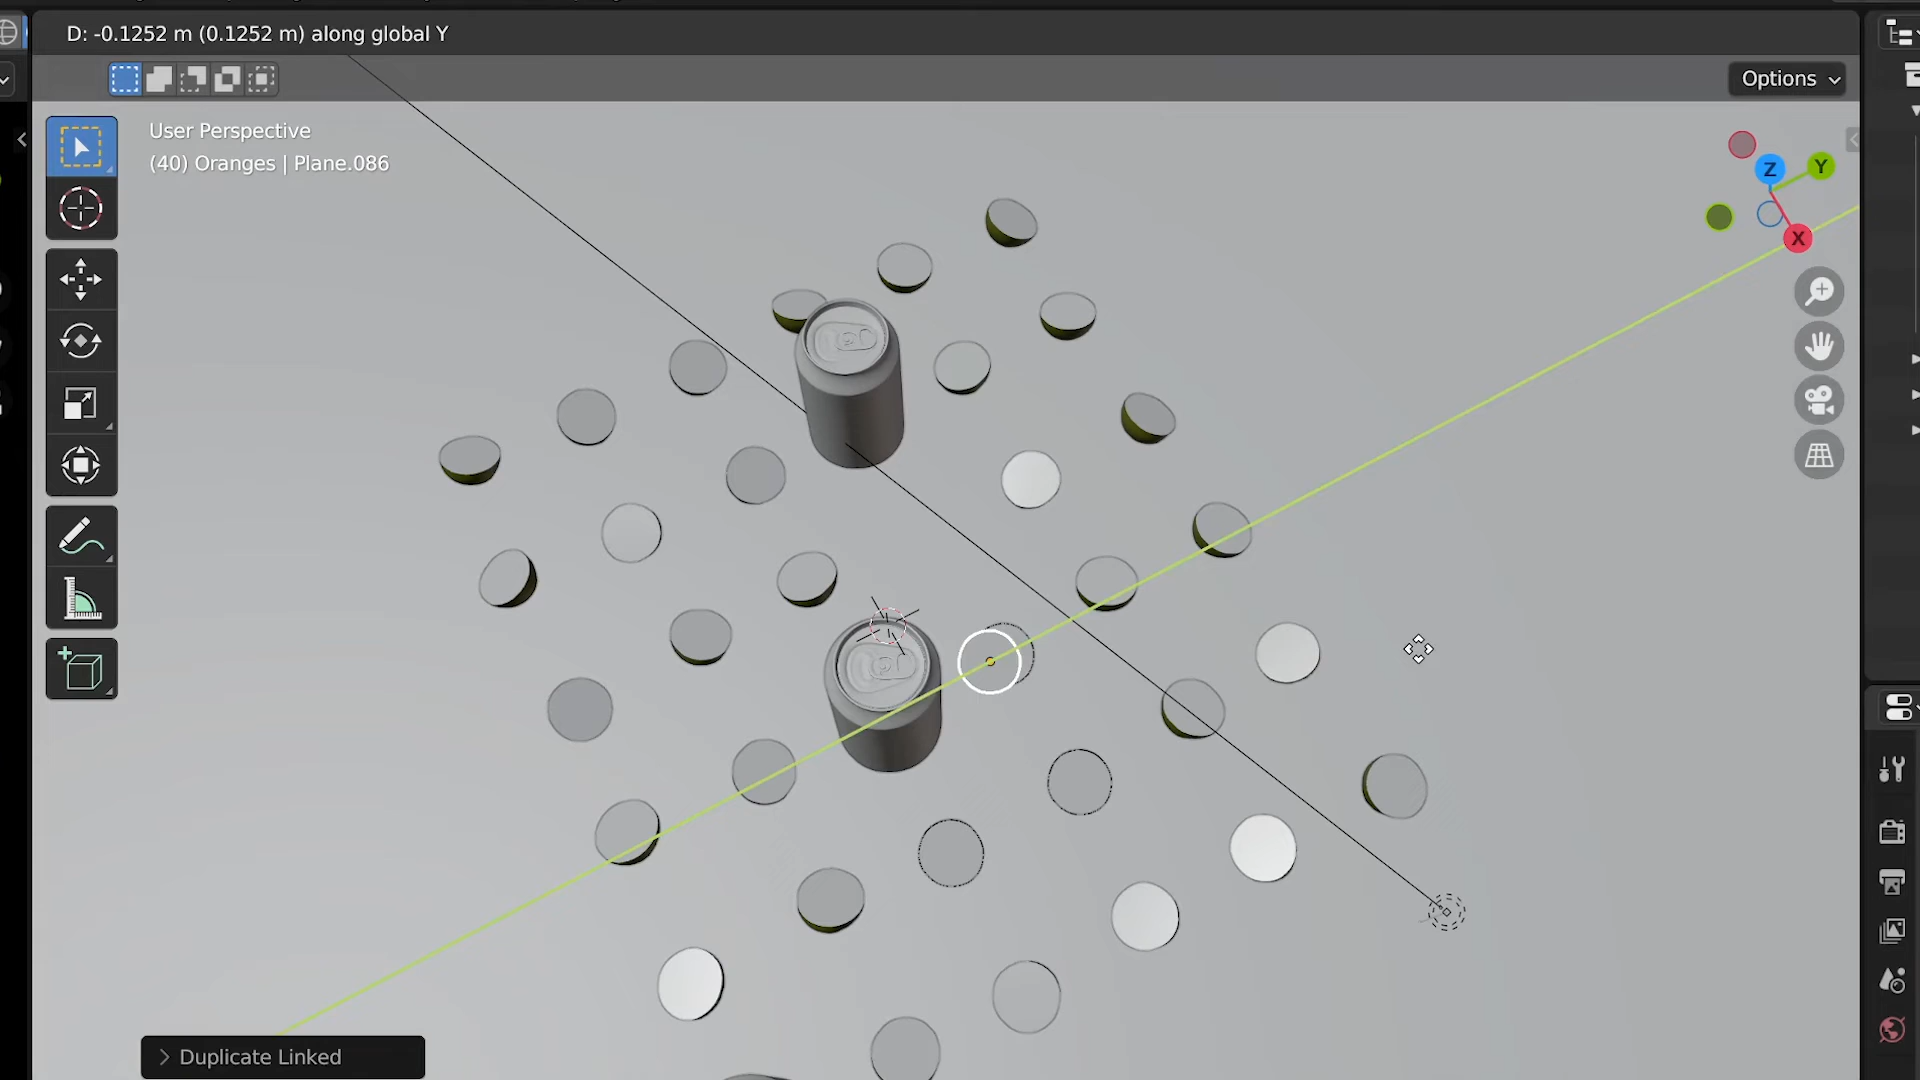 D: -0.1252 m (0.1252 m) along global Y
Options
User Perspective
(40) Oranges | Plane.086
Z
Y
X
Duplicate Linked